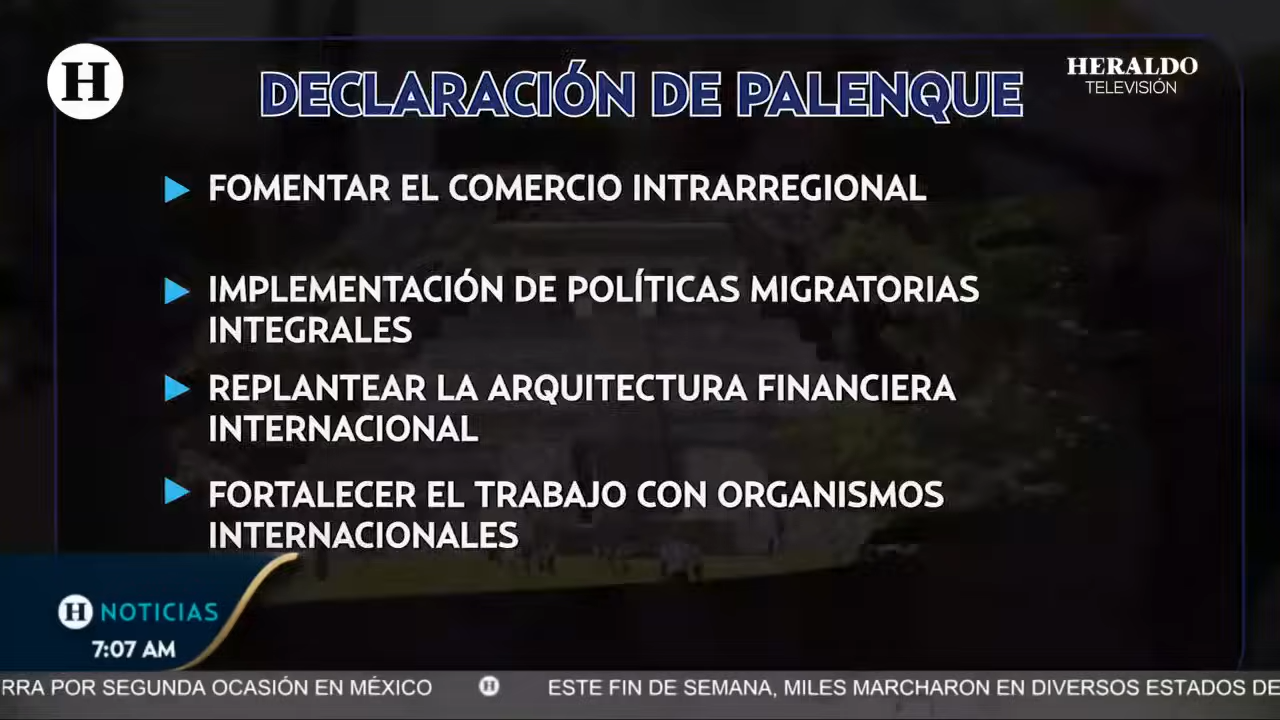 H
HERALDO
TELEVISIÓN
DECLARACIÓN DE PALENQUE
FOMENTAR EL COMERCIO INTRARREGIONAL
IMPLEMENTACIÓN DE POLÍTICAS MIGRATORIAS
INTEGRALES
REPLANTEAR LA ARQUITECTURA FINANCIERA
INTERNACIONAL
FORTALECER EL TRABAJO CON ORGANISMOS
INTERNACIONALES
H NOTICIAS
7:07 AM
RRA POR SEGUNDA OCASIÓN EN MÉXICO H ESTE FIN DE SEMANA, MILES MARCHARON EN DIVERSOS ESTADOS DE